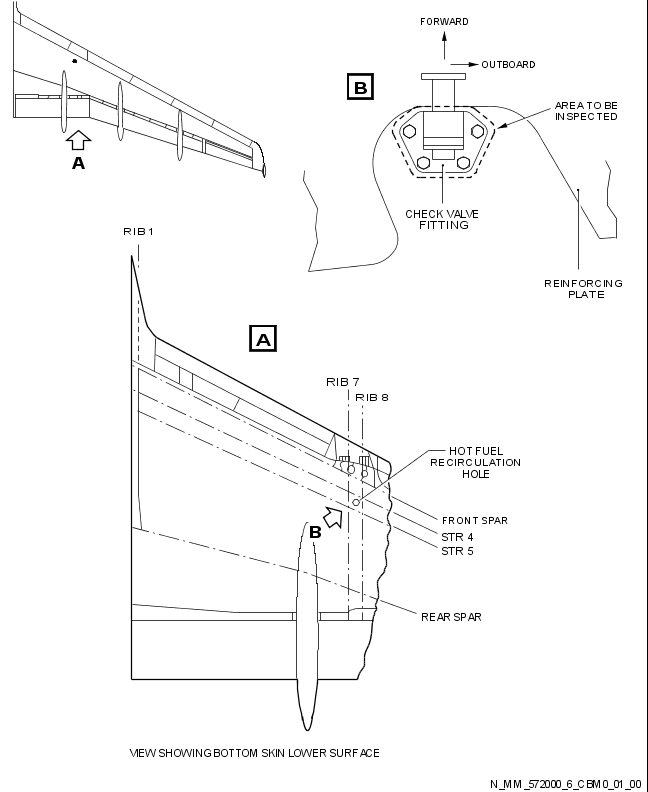 FORWARD
OUTBOARD
B
AREA TO BE
INSPECTED
A
CHECK VALVE
FITTING
REINFORCING
PLATE
RIB 1
A
RIB 7
RIB 8
HOT FUEL
RECIRCULATION
HOLE
FRONT SPAR
STR 4
STR 5
B
REAR SPAR
VIEW SHOWING BOTTOM SKIN LOWER SURFACE
N_MM_572000_6_CBM0_01_00